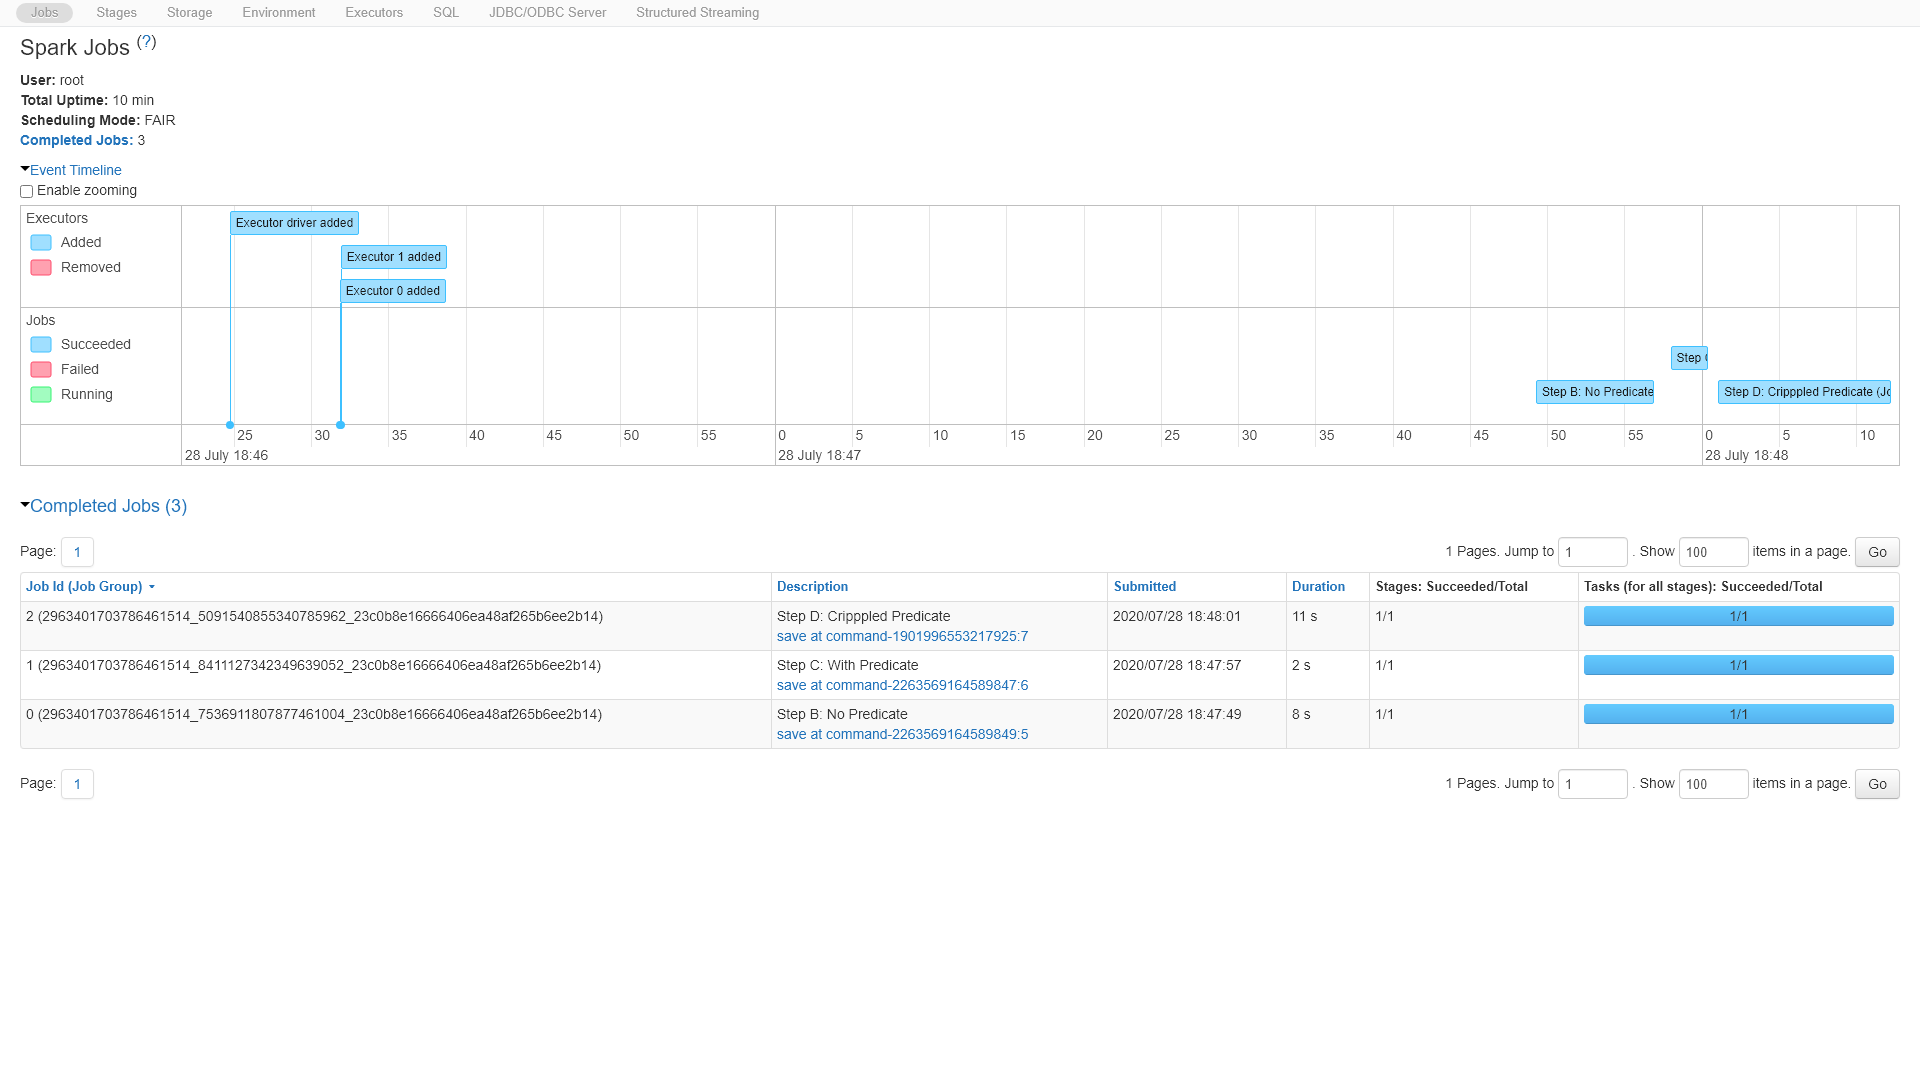 Jobs Stages Storage Environment Executors SQL JDBC/ODBC Server Structured Streaming
Spark Jobs (?)
User: root
Total Uptime: 10 min
Scheduling Mode: FAIR
Completed Jobs: 3
Event Timeline
Enable zooming
Executors
Added
Removed
Executor driver added
Executor 1 added
Executor 0 added
Jobs
Succeeded
Failed
Running
Step
Step B: No Predicate
Step D: Cripppled Predicate
25 30 35 40 45 50 55 0 5 10 15 20 25 30 35 40 45 50 55 0 5 10
28 July 18:46 28 July 18:47 28 July 18:48
Completed Jobs (3)
Page: 1 1 Pages. Jump to 1 . Show 100 items in a page. Go
Job Id (Job Group) Description Submitted Duration Stages: Succeeded/Total Tasks (for all stages): Succeeded/Total
2 (2963401703786461514_5091540855340785962_23c0b8e16666406ea48af265b6ee2b14) Step D: Cripppled Predicate 2020/07/28 18:48:01 11 s 1/1 1/1
save at command-1901996553217925:7
1 (2963401703786461514_8411127342349639052_23c0b8e16666406ea48af265b6ee2b14) Step C: With Predicate 2020/07/28 18:47:57 2 s 1/1 1/1
save at command-2263569164589847:6
0 (2963401703786461514_7536911807877461004_23c0b8e16666406ea48af265b6ee2b14) Step B: No Predicate 2020/07/28 18:47:49 8 s 1/1 1/1
save at command-2263569164589849:5
Page: 1 1 Pages. Jump to 1 . Show 100 items in a page. Go